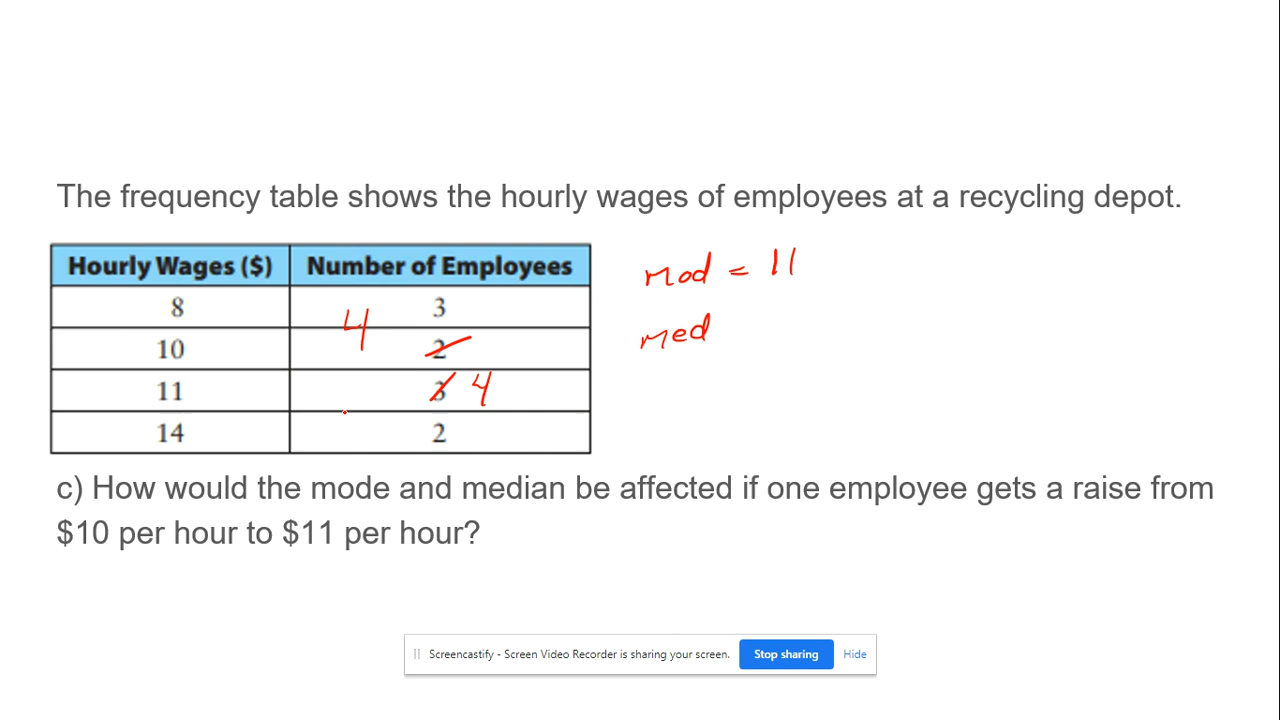 The frequency table shows the hourly wages of employees at a recycling depot.
Hourly Wages ($) Number of Employees
8 3
4
10 2
11 3 4
14 2
mod = 11
med
c) How would the mode and median be affected if one employee gets a raise from
$10 per hour to $11 per hour?
Screencastify - Screen Video Recorder is sharing your screen. Stop sharing Hide